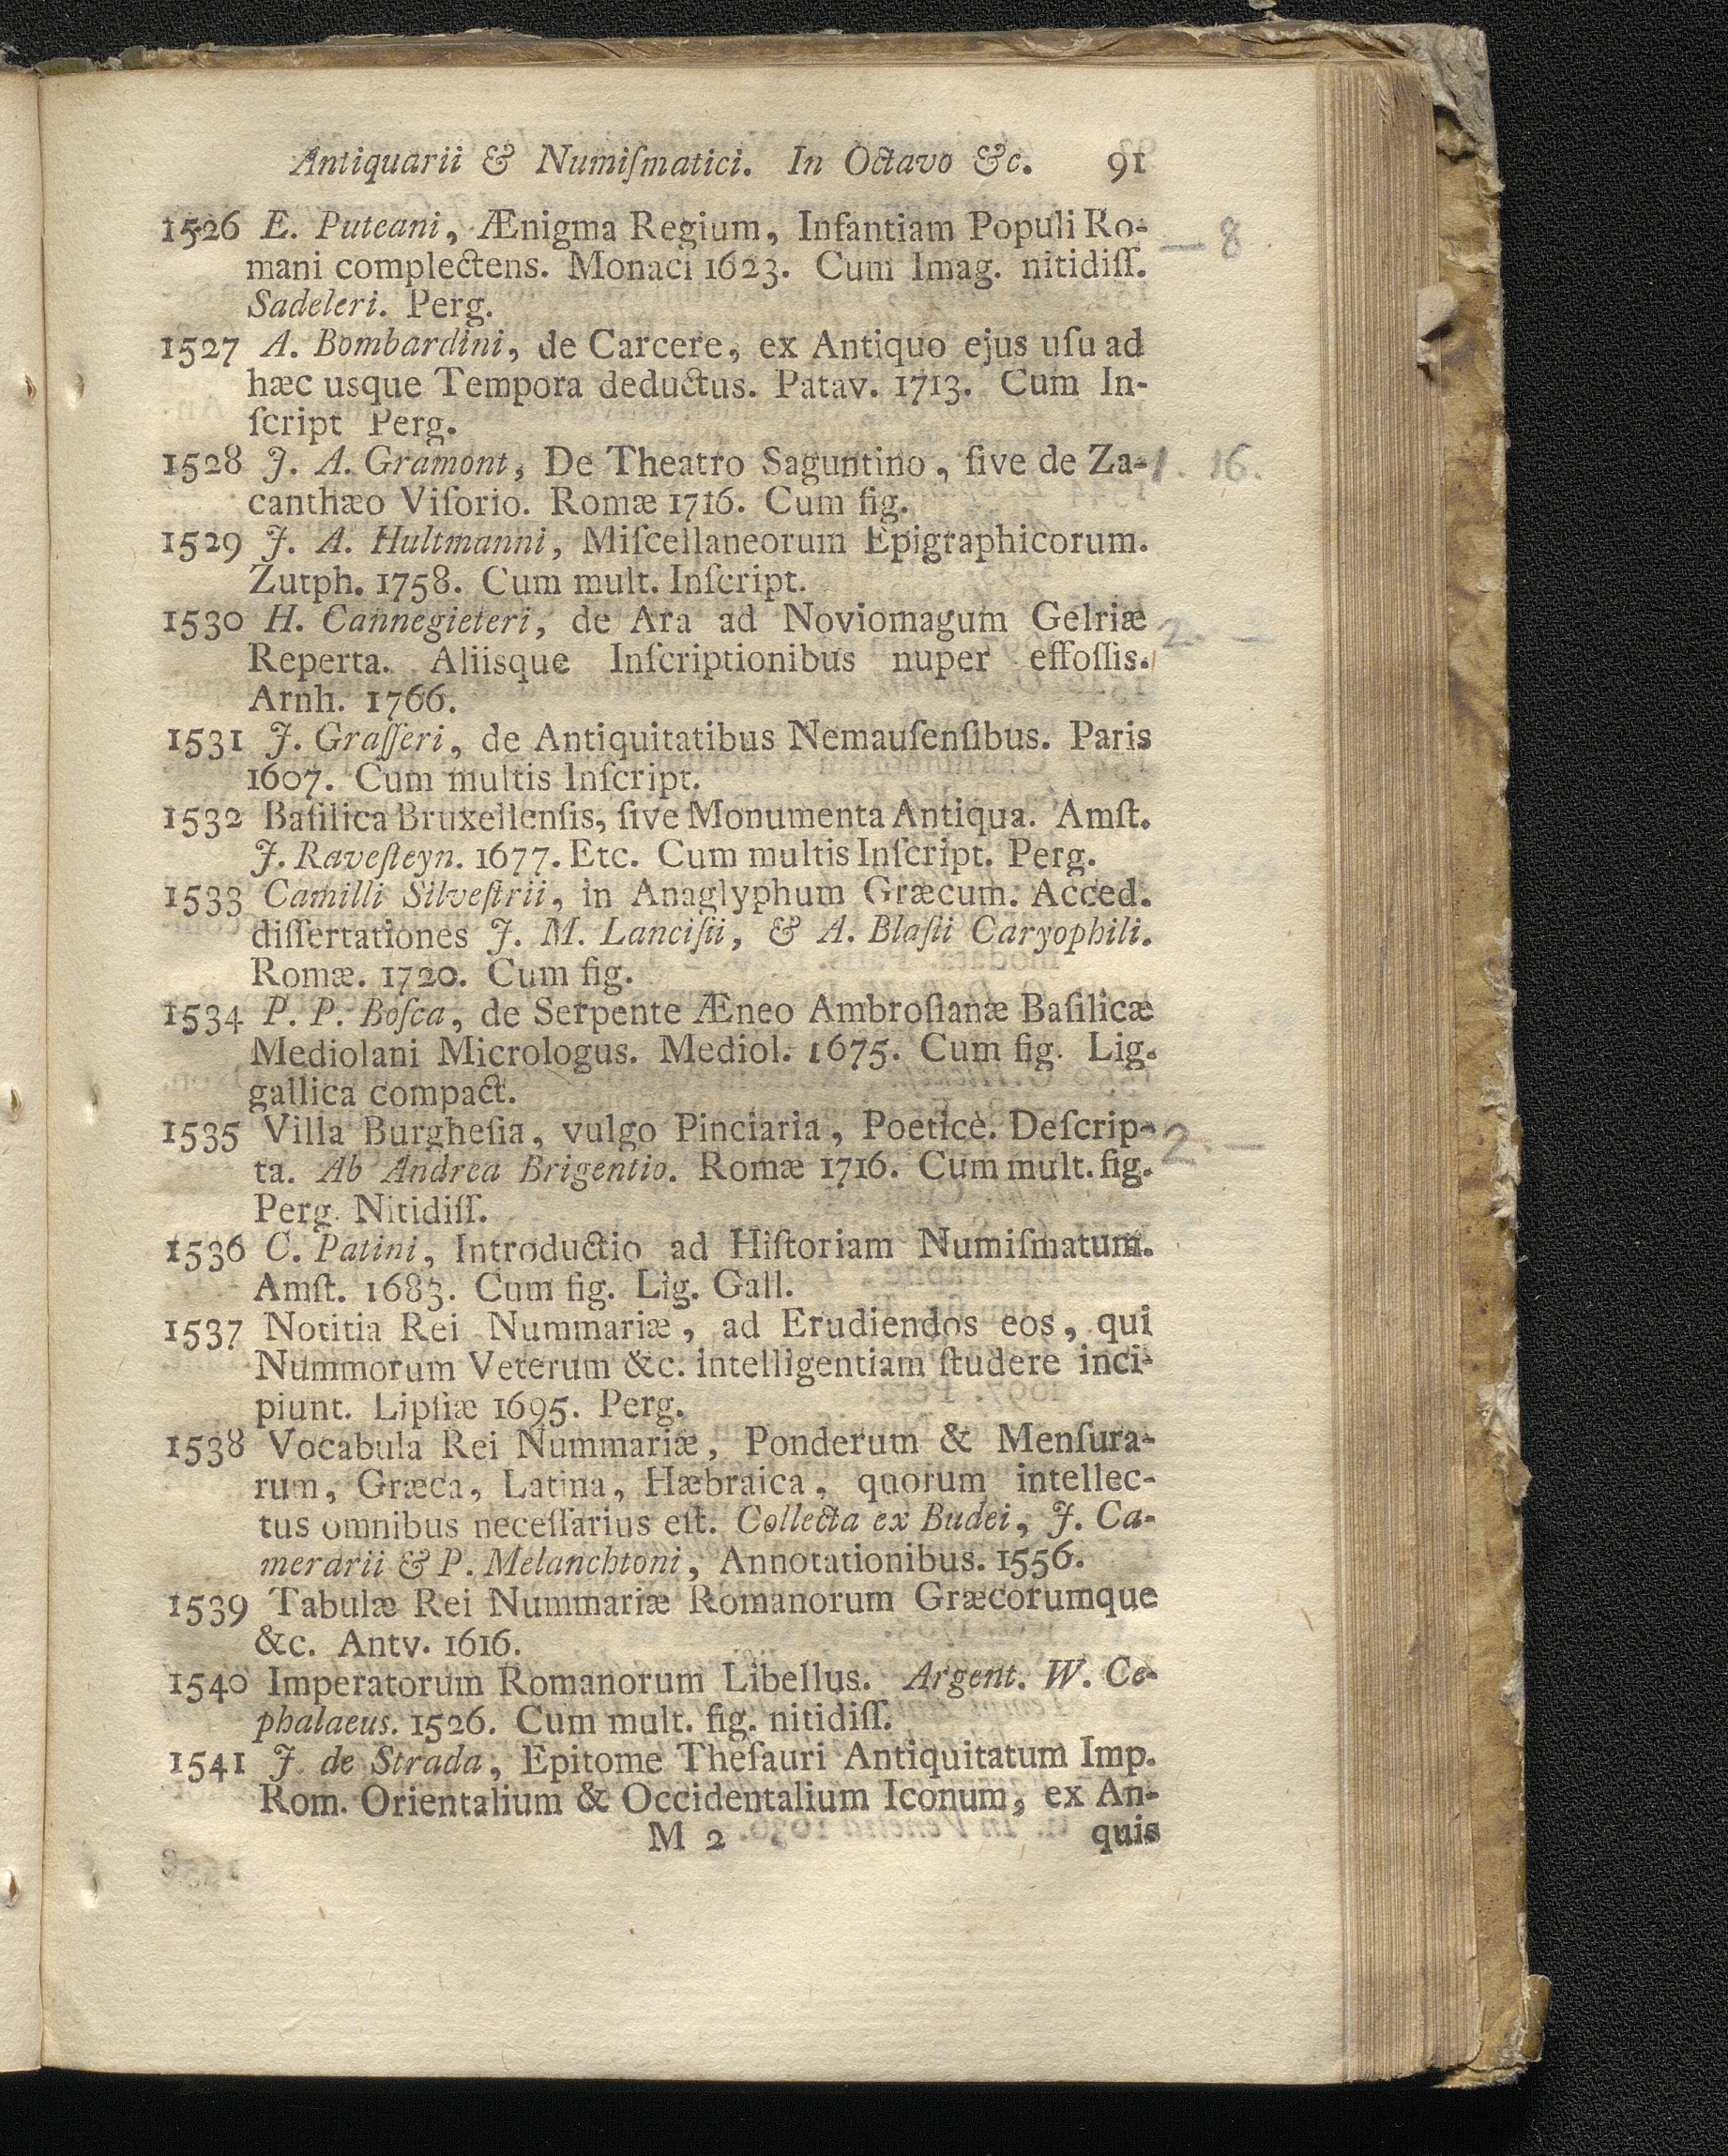 Antiquarii & Numiſmatici. In Octavo &c. 91
1526 E. Puteani, Ænigma Regium, Infantiam Populi Ro- — 8
mani complectens. Monaci 1623. Cum Imag. nitidiſſ.
Sadeleri. Perg.
1527 A. Bombardini, de Carcere, ex Antiquo ejus uſu ad
hæc usque Tempora deductus. Patav. 1713. Cum In-
ſcript Perg.
1528 J. A. Gramont, De Theatro Saguntino, ſive de Za- 1. 16.
canthæo Viſorio. Romæ 1716. Cum fig.
1529 J. A. Hultmanni, Miſcellaneorum Epigraphicorum.
Zutph. 1758. Cum mult. Inſcript.
1530 H. Cannegieteri, de Ara ad Noviomagum Gelriæ 2. —
Reperta. Aliisque Inſcriptionibus nuper effoſſis.
Arnh. 1766.
1531 J. Graſſeri, de Antiquitatibus Nemauſenſibus. Paris
1607. Cum multis Inſcript.
1532 Baſilica Bruxellenſis, ſive Monumenta Antiqua. Amſt.
J. Raveſteyn. 1677. Etc. Cum multis Inſcript. Perg.
1533 Camilli Silveſtrii, in Anaglyphum Græcum. Acced.
diſſertationes J. M. Lanciſii, & A. Blaſii Caryophili.
Romæ. 1720. Cum fig.
1534 P. P. Boſca, de Serpente Æneo Ambroſianæ Baſilicæ
Mediolani Micrologus. Mediol. 1675. Cum fig. Lig.
gallica compact.
1535 Villa Burgheſia, vulgo Pinciaria, Poeticè. Deſcrip- 2. —
ta. Ab Andrea Brigentio. Romæ 1716. Cum mult. fig.
Perg. Nitidiſſ.
1536 C. Patini, Introductio ad Hiſtoriam Numiſmatum.
Amſt. 1683. Cum fig. Lig. Gall.
1537 Notitia Rei Nummariæ, ad Erudiendos eos, qui
Nummorum Veterum &c. intelligentiam ſtudere inci-
piunt. Lipſiæ 1695. Perg.
1538 Vocabula Rei Nummariæ, Ponderum & Menſura-
rum, Græca, Latina, Hæbraica, quorum intellec-
tus omnibus neceſſarius eſt. Collecta ex Budei, J. Ca-
merarii & P. Melanchtoni, Annotationibus. 1556.
1539 Tabulæ Rei Nummariæ Romanorum Græcorumque
&c. Antv. 1616.
1540 Imperatorum Romanorum Libellus. Argent. W. Ce-
phalaeus. 1526. Cum mult. fig. nitidiſſ.
1541 J. de Strada, Epitome Theſauri Antiquitatum Imp.
Rom. Orientalium & Occidentalium Iconum, ex An-
M 2 quis